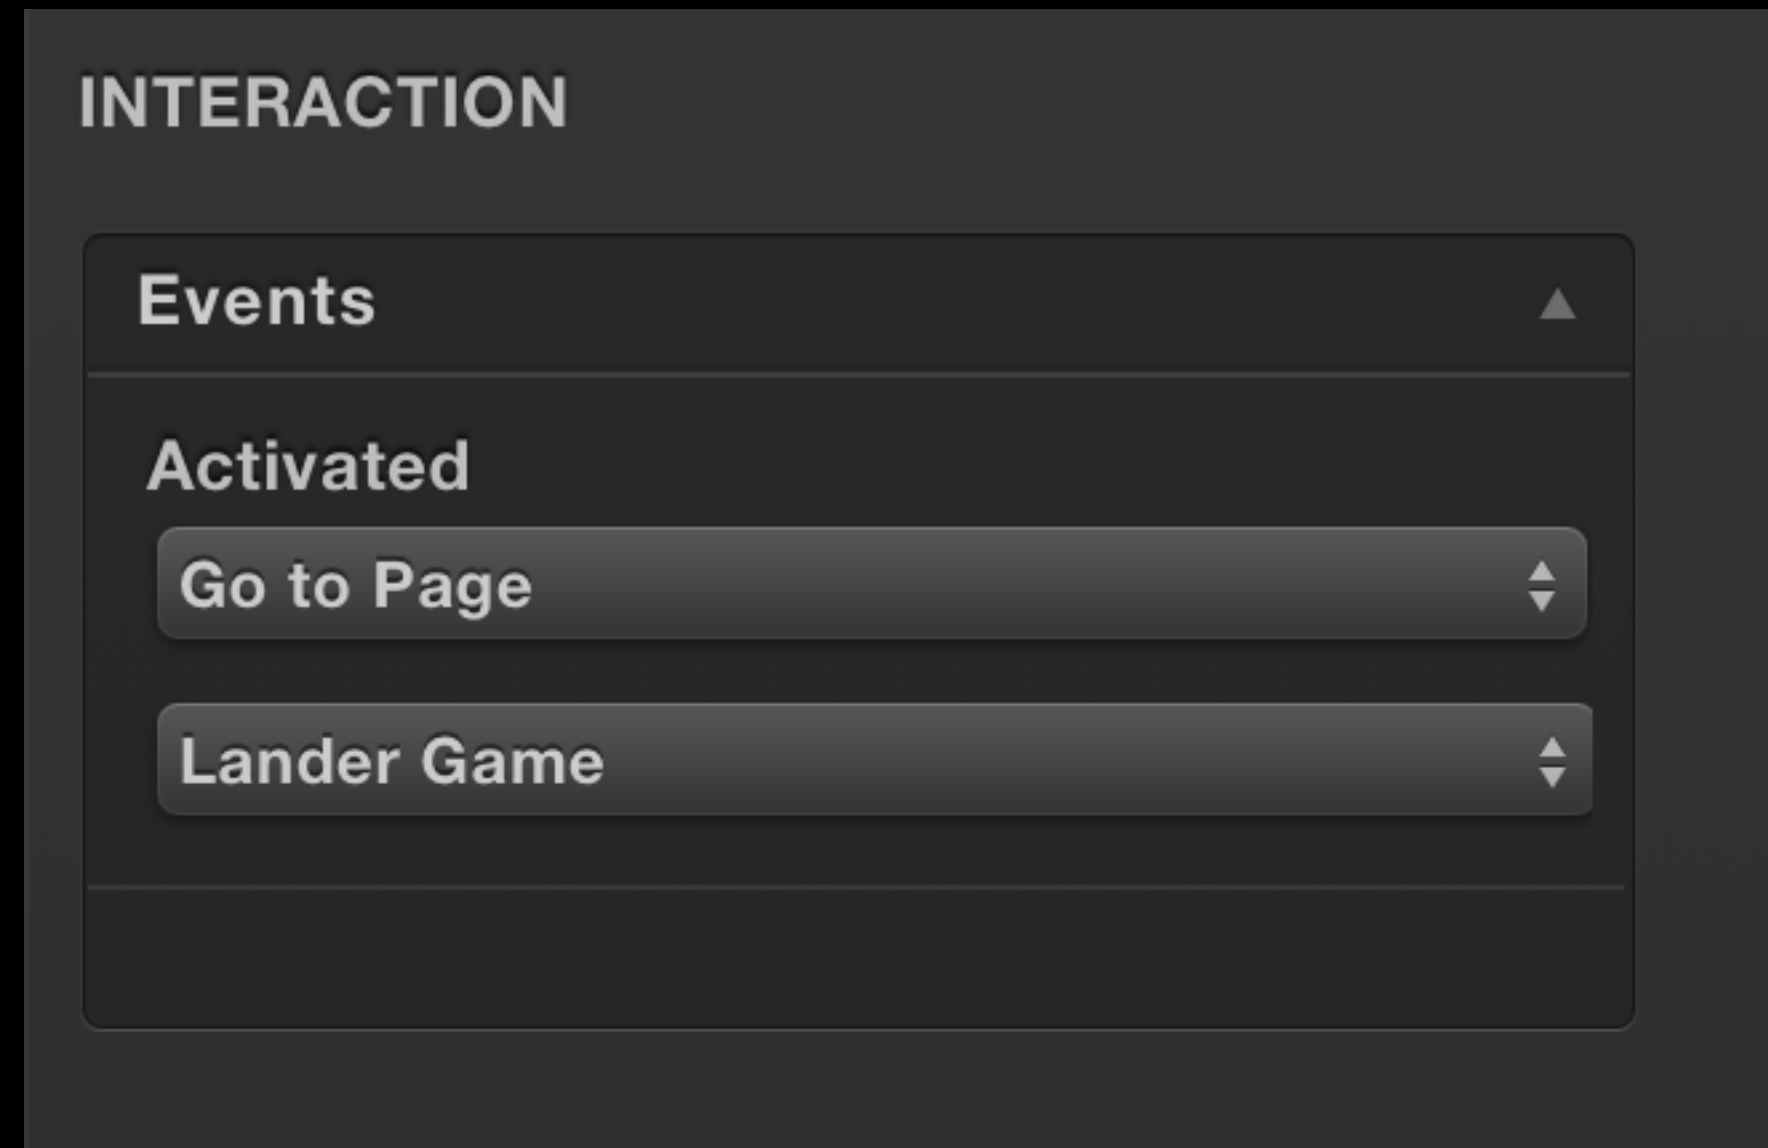 INTERACTION
Events
Activated
Go to Page
Lander Game